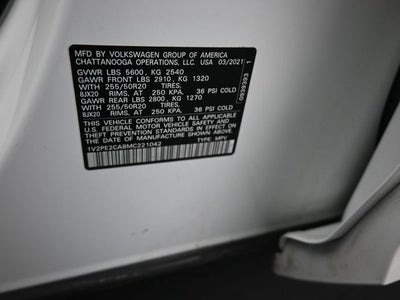 MFD BY VOLKSWAGEN GROUP OF AMERICA
CHATTANOOGA OPERATIONS, LLC. USA 03/2021
GVWR LBS 5600, KG 2540
GAWR FRONT LBS 2910, KG 1320
WITH 255/50R20 TIRES,
8JX20 RIMS, AT 250 KPA, 36 PSI COLD
GAWR REAR LBS 2800, KG 1270
WITH 255/50R20 TIRES,
8JX20 RIMS, AT 250 KPA, 36 PSI COLD
THIS VEHICLE CONFORMS TO ALL APPLICABLE
U.S. FEDERAL MOTOR VEHICLE SAFETY AND
THEFT PREVENTION STANDARDS IN EFFECT ON
THE DATE OF MANUFACTURE SHOWN ABOVE
1V2PE2CA8MC221042 TYPE: MPV
0939393 1